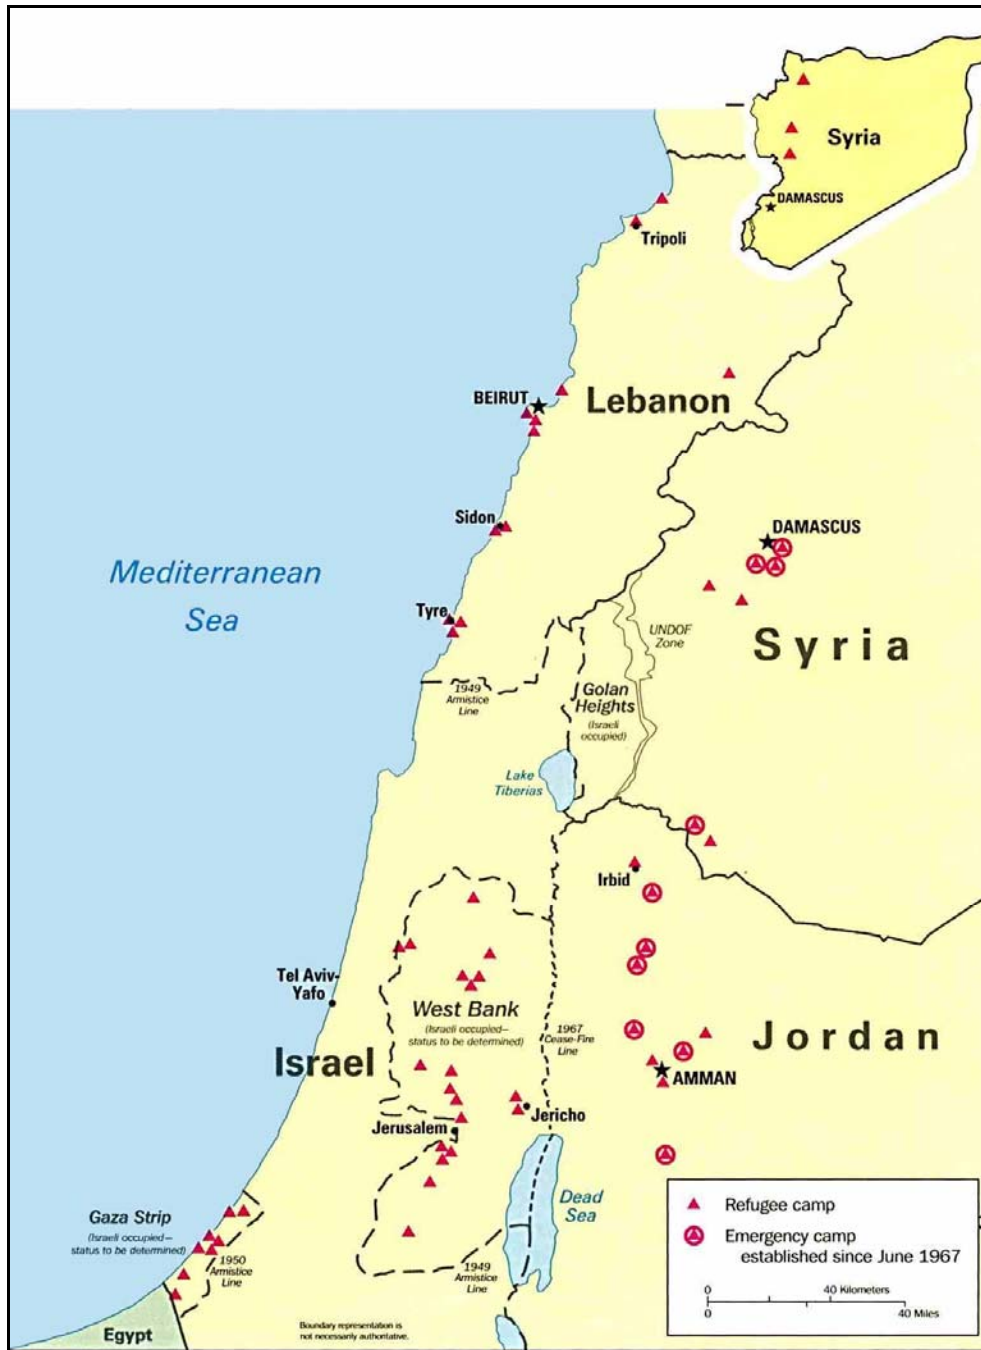 Syria
DAMASCUS
Tripoli
BEIRUT
Lebanon
Sidon
DAMASCUS
Mediterranean
Sea
Tyre
UNDOF
Zone
Syria
1949
Armistice
Line
Golan
Heights
(Israeli
occupied)
Lake
Tiberias
Irbid
Tel Aviv-
Yafo
West Bank
(Israeli occupied—
status to be determined)
1967
Cease-Fire
Line
Jordan
Israel
AMMAN
Jericho
Jerusalem
Dead
Sea
Gaza Strip
(Israeli occupied—
status to be determined)
1950
Armistice
Line
1949
Armistice
Line
Egypt
Boundary representation is
not necessarily authoritative.
Refugee camp
Emergency camp
established since June 1967
0 40 Kilometers
0 40 Miles